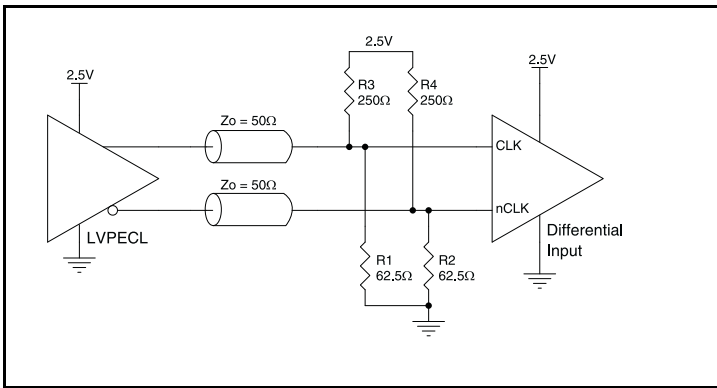 2.5V
2.5V
2.5V
R3
250Ω
R4
250Ω
Zo = 50Ω
CLK
Zo = 50Ω
nCLK
LVPECL
Differential
Input
R1
62.5Ω
R2
62.5Ω